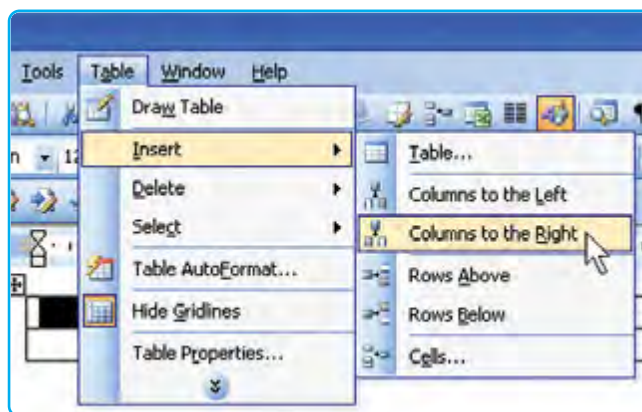 Tools Table Window Help
Draw Table
Insert
Delete
Select
Table AutoFormat...
Hide Gridlines
Table Properties...
Table...
Columns to the Left
Columns to the Right
Rows Above
Rows Below
Cells...